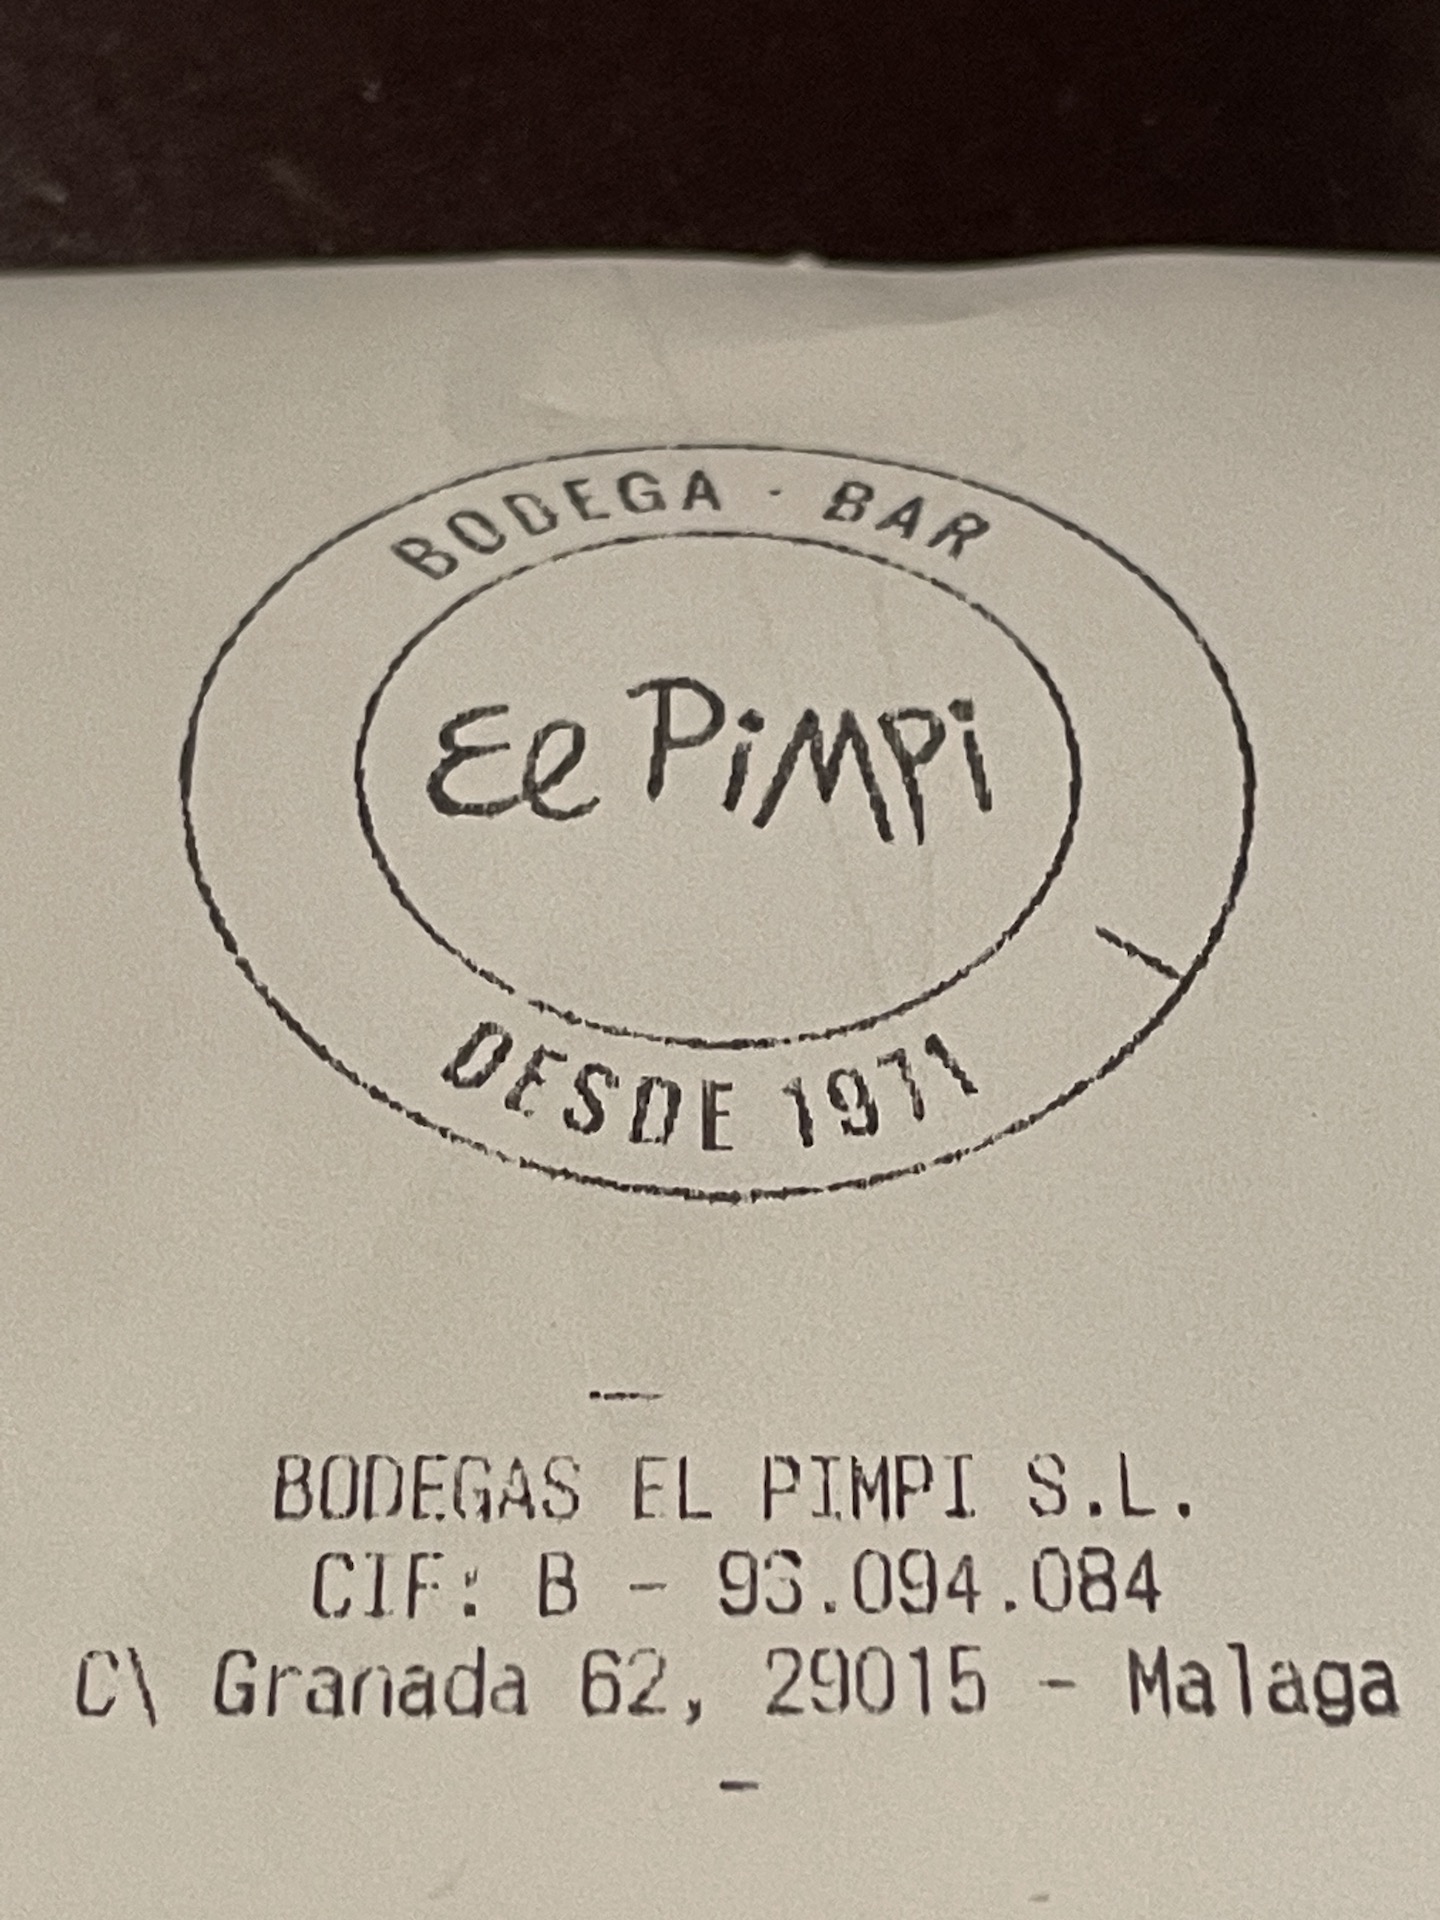 BODEGA · BAR
El Pimpi
DESDE 1971
BODEGAS EL PIMPI S.L.
CIF: B - 93.094.084
C\ Granada 62, 29015 - Malaga
-